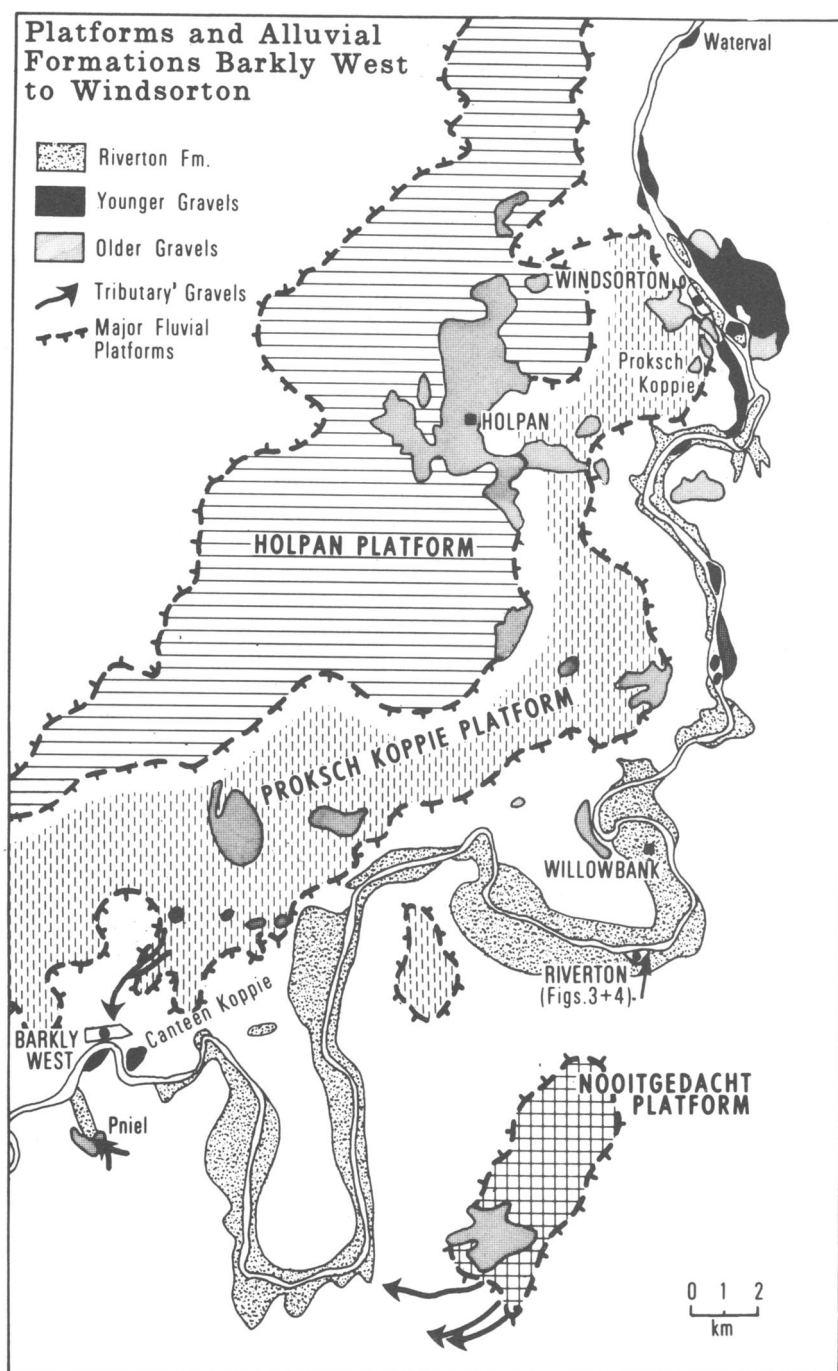 Platforms and Alluvial
Formations Barkly West
to Windsorton
Riverton Fm.
Younger Gravels
Older Gravels
Tributary' Gravels
Major Fluvial
Platforms
Waterval
WINDSORTON
Proksch
Koppie
HOLPAN
HOLPAN PLATFORM
PROKSCH KOPPIE PLATFORM
WILLOWBANK
RIVERTON
(Figs.3+4)
BARKLY
WEST
Canteen Koppie
Pniel
NOOITGEDACHT
PLATFORM
0 1 2
km